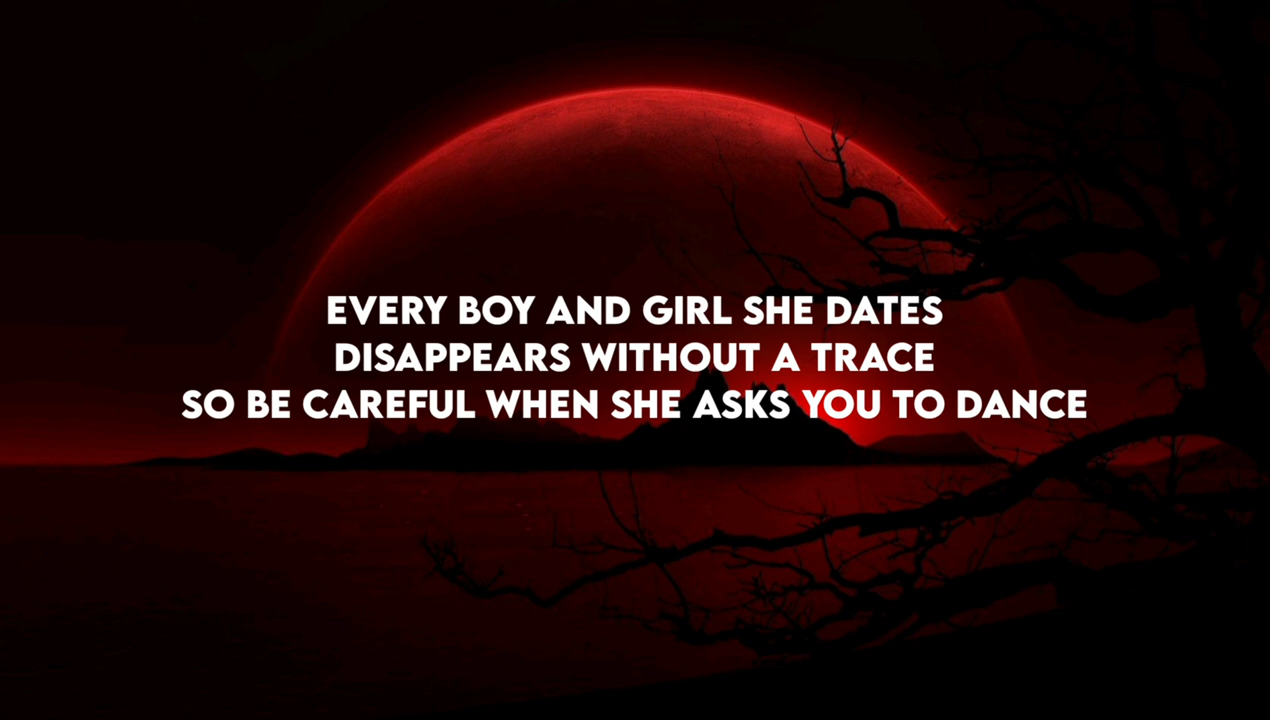 EVERY BOY AND GIRL SHE DATES
DISAPPEARS WITHOUT A TRACE
SO BE CAREFUL WHEN SHE ASKS YOU TO DANCE